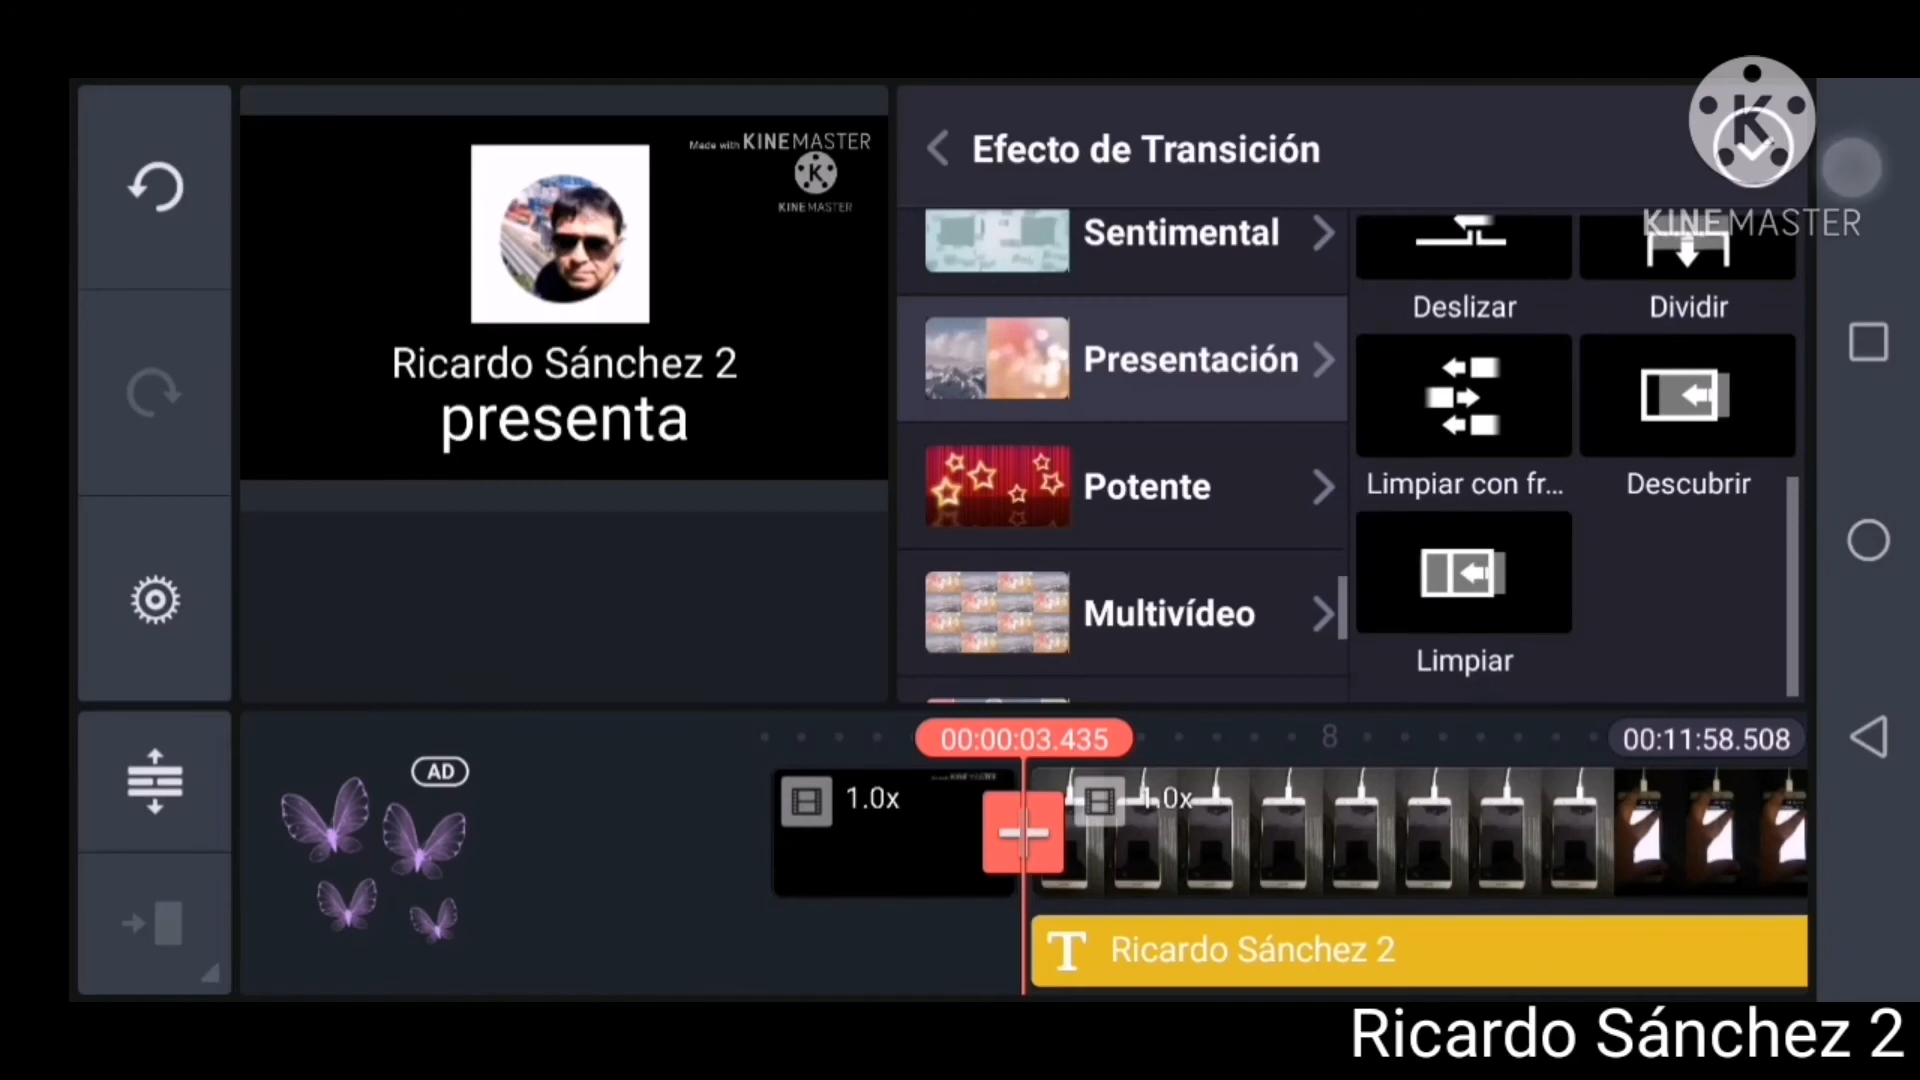 Made with KINEMASTER
K
KINEMASTER
Ricardo Sánchez 2
presenta
Efecto de Transición
K
KINEMASTER
Sentimental
Presentación
Potente
Multivídeo
Deslizar
Dividir
Limpiar con fr...
Descubrir
Limpiar
00:00:03.435
8
00:11:58.508
AD
1.0x
1.0x
T Ricardo Sánchez 2
Ricardo Sánchez 2